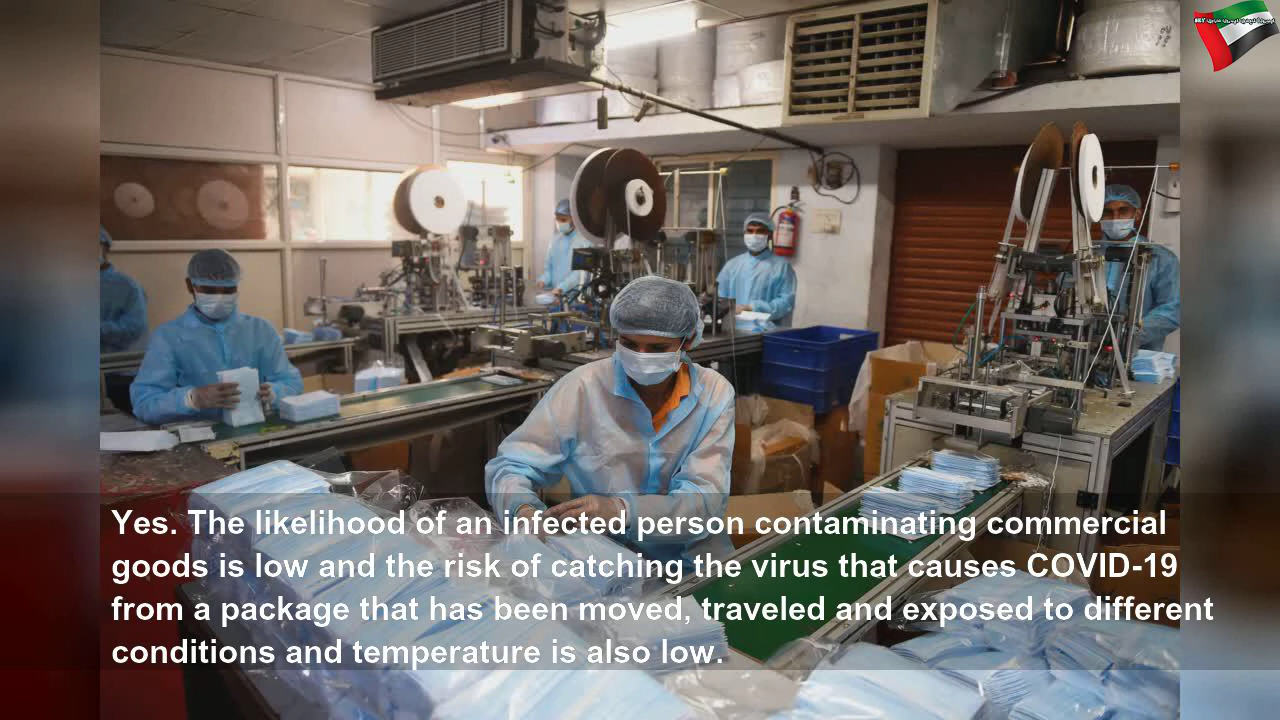 Yes. The likelihood of an infected person contaminating commercial
goods is low and the risk of catching the virus that causes COVID-19
from a package that has been moved, traveled and exposed to different
conditions and temperature is also low.